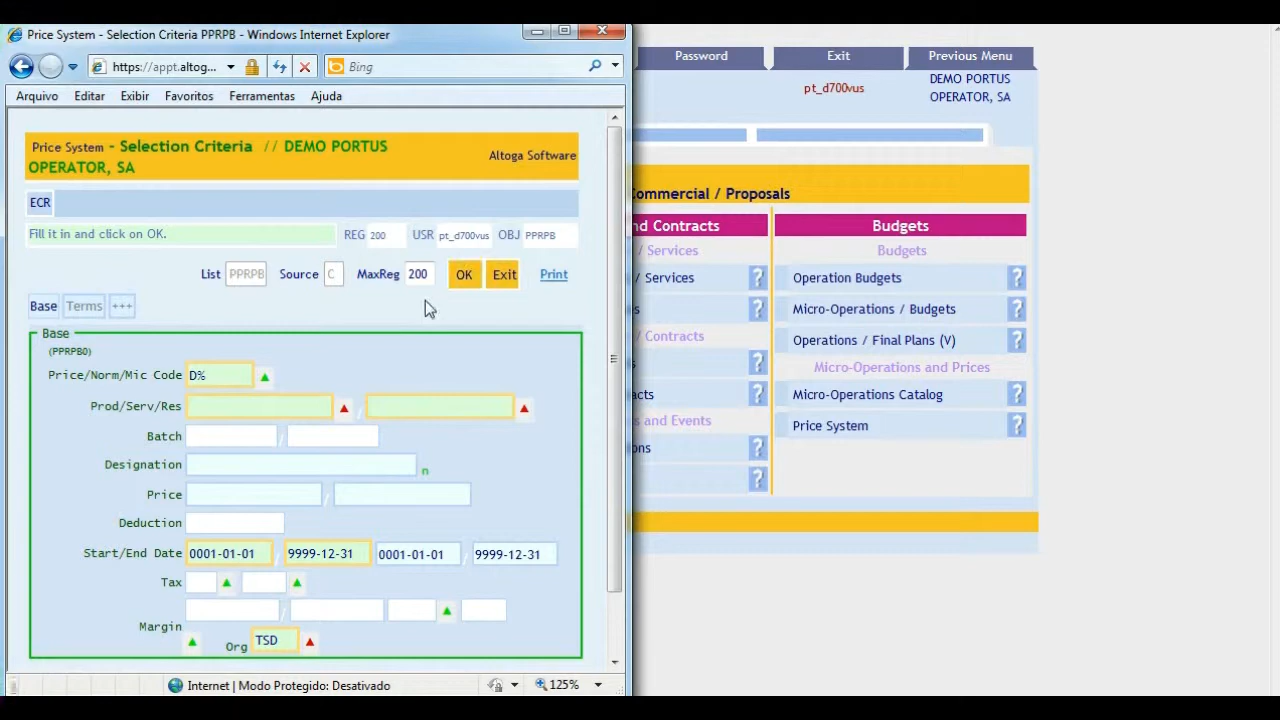 Price System - Selection Criteria PPRPB - Windows Internet Explorer
https://appt.altog...
Bing
Arquivo Editar Exibir Favoritos Ferramentas Ajuda
Price System - Selection Criteria // DEMO PORTUS
OPERATOR, SA
Altoga Software
ECR
Fill it in and click on OK. REG 200 USR pt_d700vus OBJ PPRPB
List PPRPB Source C MaxReg 200 OK Exit Print
Base Terms +++
Base
(PPRPB0)
Price/Norm/Mic Code D%
Prod/Serv/Res /
Batch /
Designation n
Price /
Deduction
Start/End Date 0001-01-01 / 9999-12-31 0001-01-01 / 9999-12-31
Tax
Margin /
Org TSD
Internet | Modo Protegido: Desativado
125%
Password Exit Previous Menu
pt_d700vus
DEMO PORTUS
OPERATOR, SA
Commercial / Proposals
nd Contracts
/ Services
/ Services ?
s ?
/ Contracts
?
acts ?
s and Events
ons ?
?
Budgets
Budgets
Operation Budgets ?
Micro-Operations / Budgets ?
Operations / Final Plans (V) ?
Micro-Operations and Prices
Micro-Operations Catalog ?
Price System ?